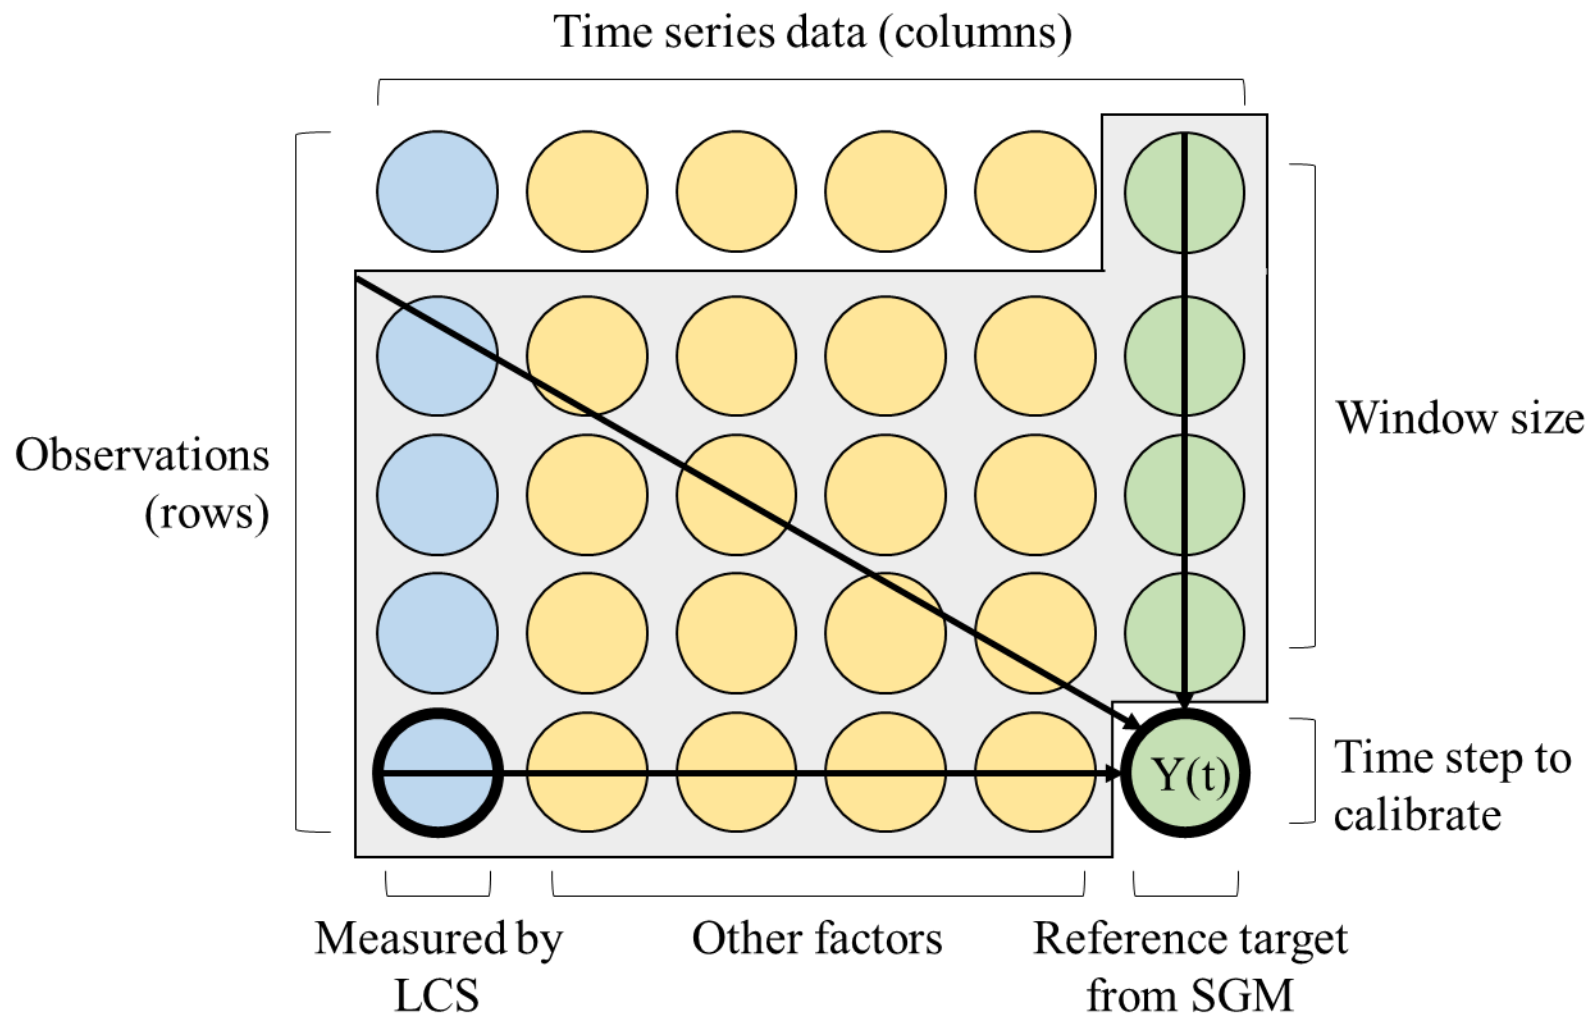 Time series data (columns)
Observations
(rows)
Window size
Y(t)
Time step to
calibrate
Measured by
LCS
Other factors
Reference target
from SGM